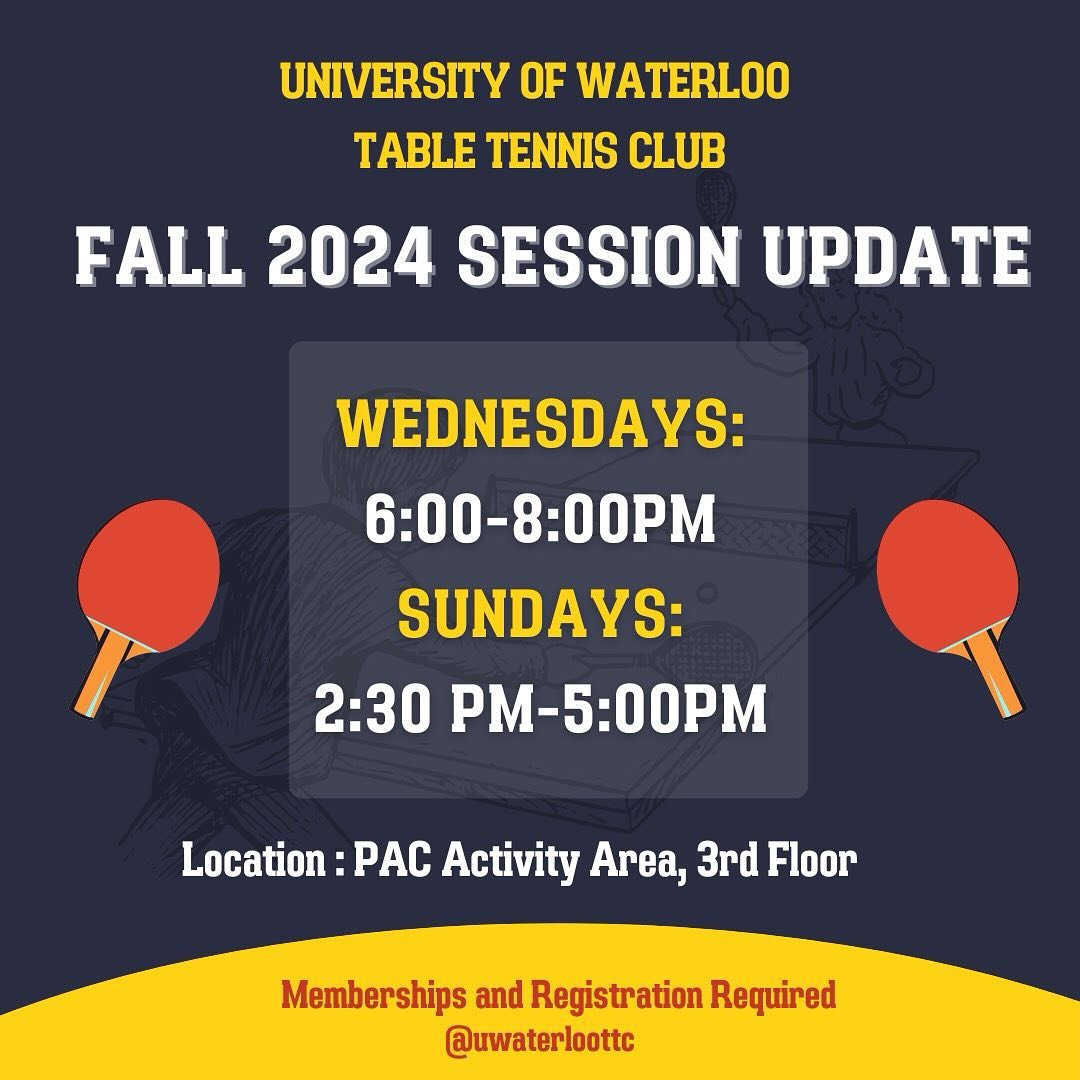 UNIVERSITY OF WATERLOO
TABLE TENNIS CLUB
FALL 2024 SESSION UPDATE
WEDNESDAYS:
6:00-8:00PM
SUNDAYS:
2:30 PM-5:00PM
Location : PAC Activity Area, 3rd Floor
Memberships and Registration Required
@uwaterloottc